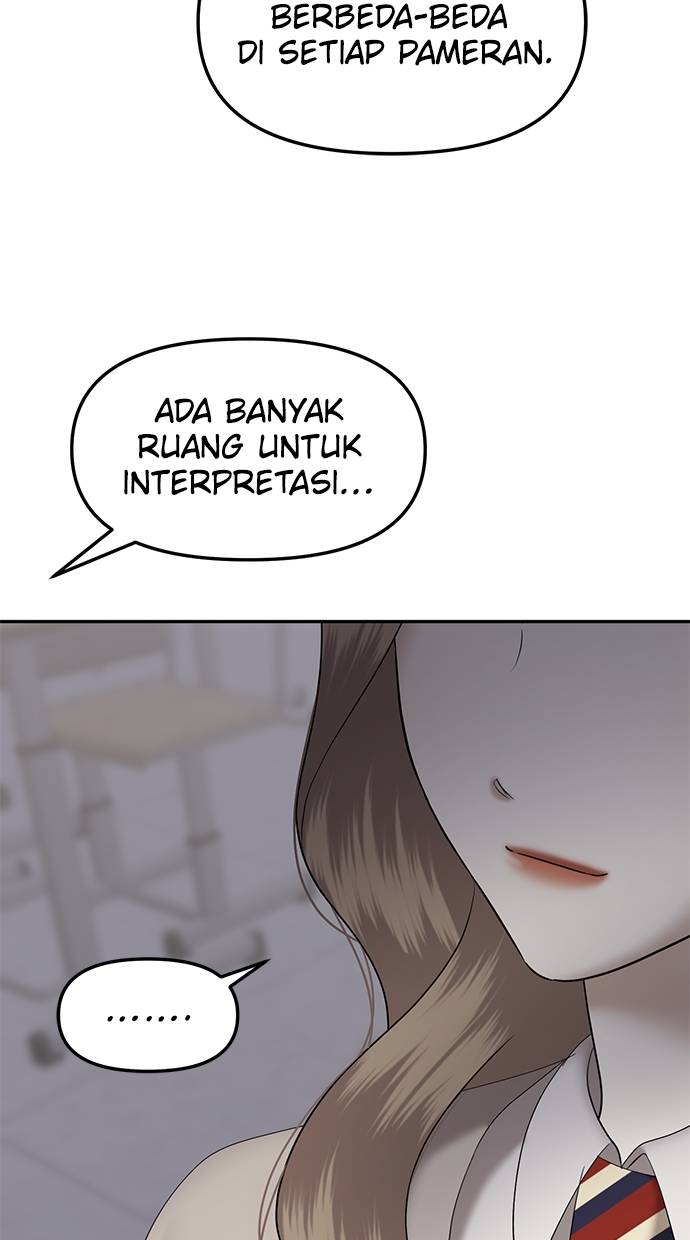 BERBEDA-BEDA
DI SETIAP PAMERAN.
ADA BANYAK
RUANG UNTUK
INTERPRETASI...
.......